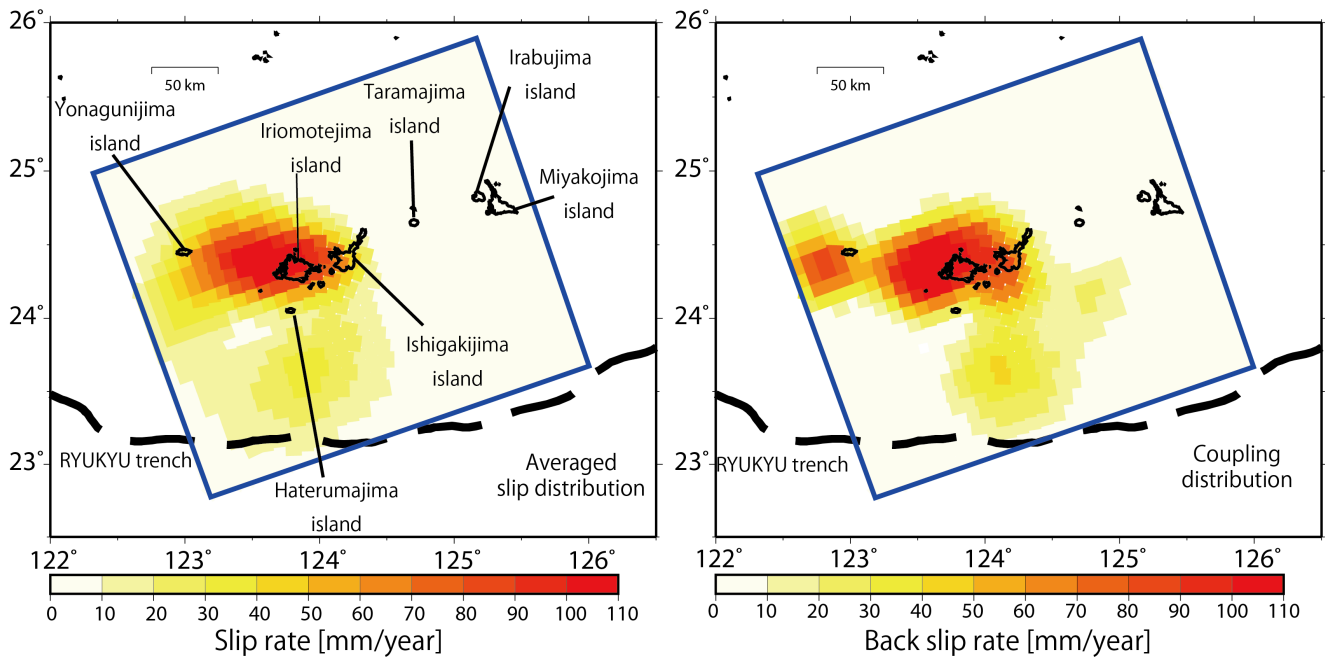 26˚
25˚
24˚
23˚
122˚
123˚
124˚
125˚
126˚
50 km
Yonagunijima
island
Iriomotejima
island
Taramajima
island
Irabujima
island
Miyakojima
island
Ishigakijima
island
Haterumajima
island
RYUKYU trench
Averaged
slip distribution
0 10 20 30 40 50 60 70 80 90 100 110
Slip rate [mm/year]
26˚
25˚
24˚
23˚
122˚
123˚
124˚
125˚
126˚
50 km
RYUKYU trench
Coupling
distribution
0 10 20 30 40 50 60 70 80 90 100 110
Back slip rate [mm/year]